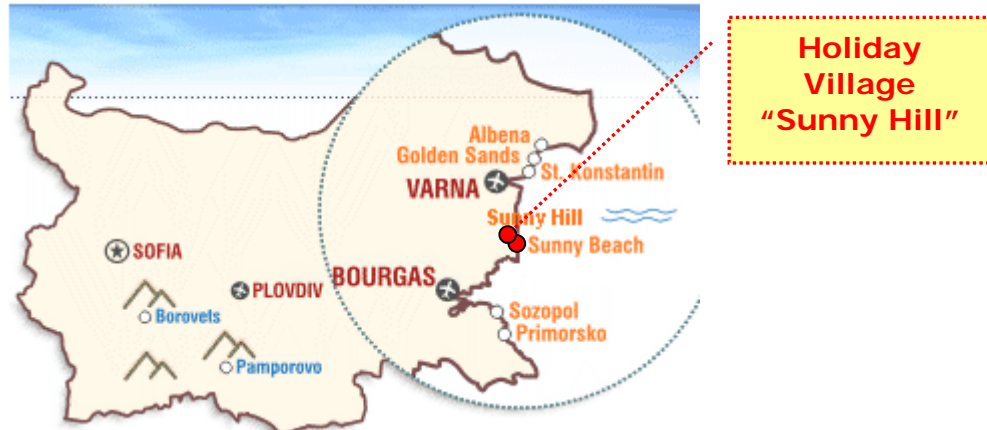 Holiday
Village
“Sunny Hill”
Albena
Golden Sands
St. Konstantin
VARNA
Sunny Hill
Sunny Beach
SOFIA
BOURGAS
PLOVDIV
Borovels
Sozopol
Primorsko
Pamporovo